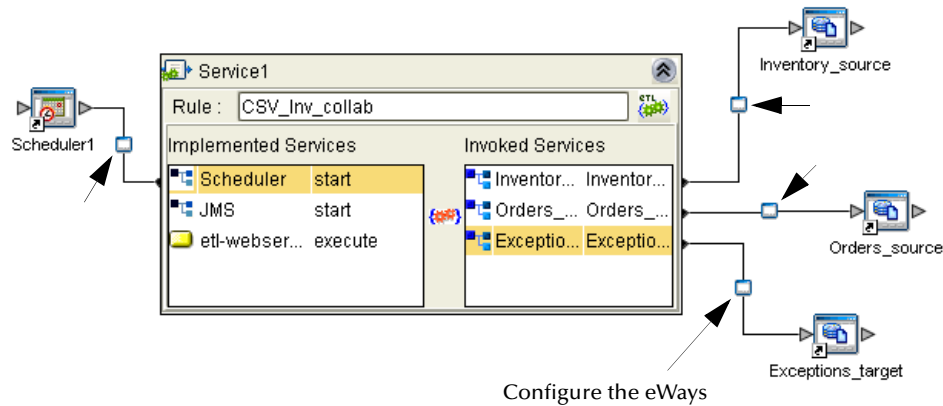 Inventory_source
Service1
Rule : CSV_Inv_collab
eTL
Scheduler1
Implemented Services
Invoked Services
Scheduler start
JMS start
etl-webser... execute
Inventor... Inventor...
Orders_... Orders_...
Exceptio... Exceptio...
Orders_source
Exceptions_target
Configure the eWays